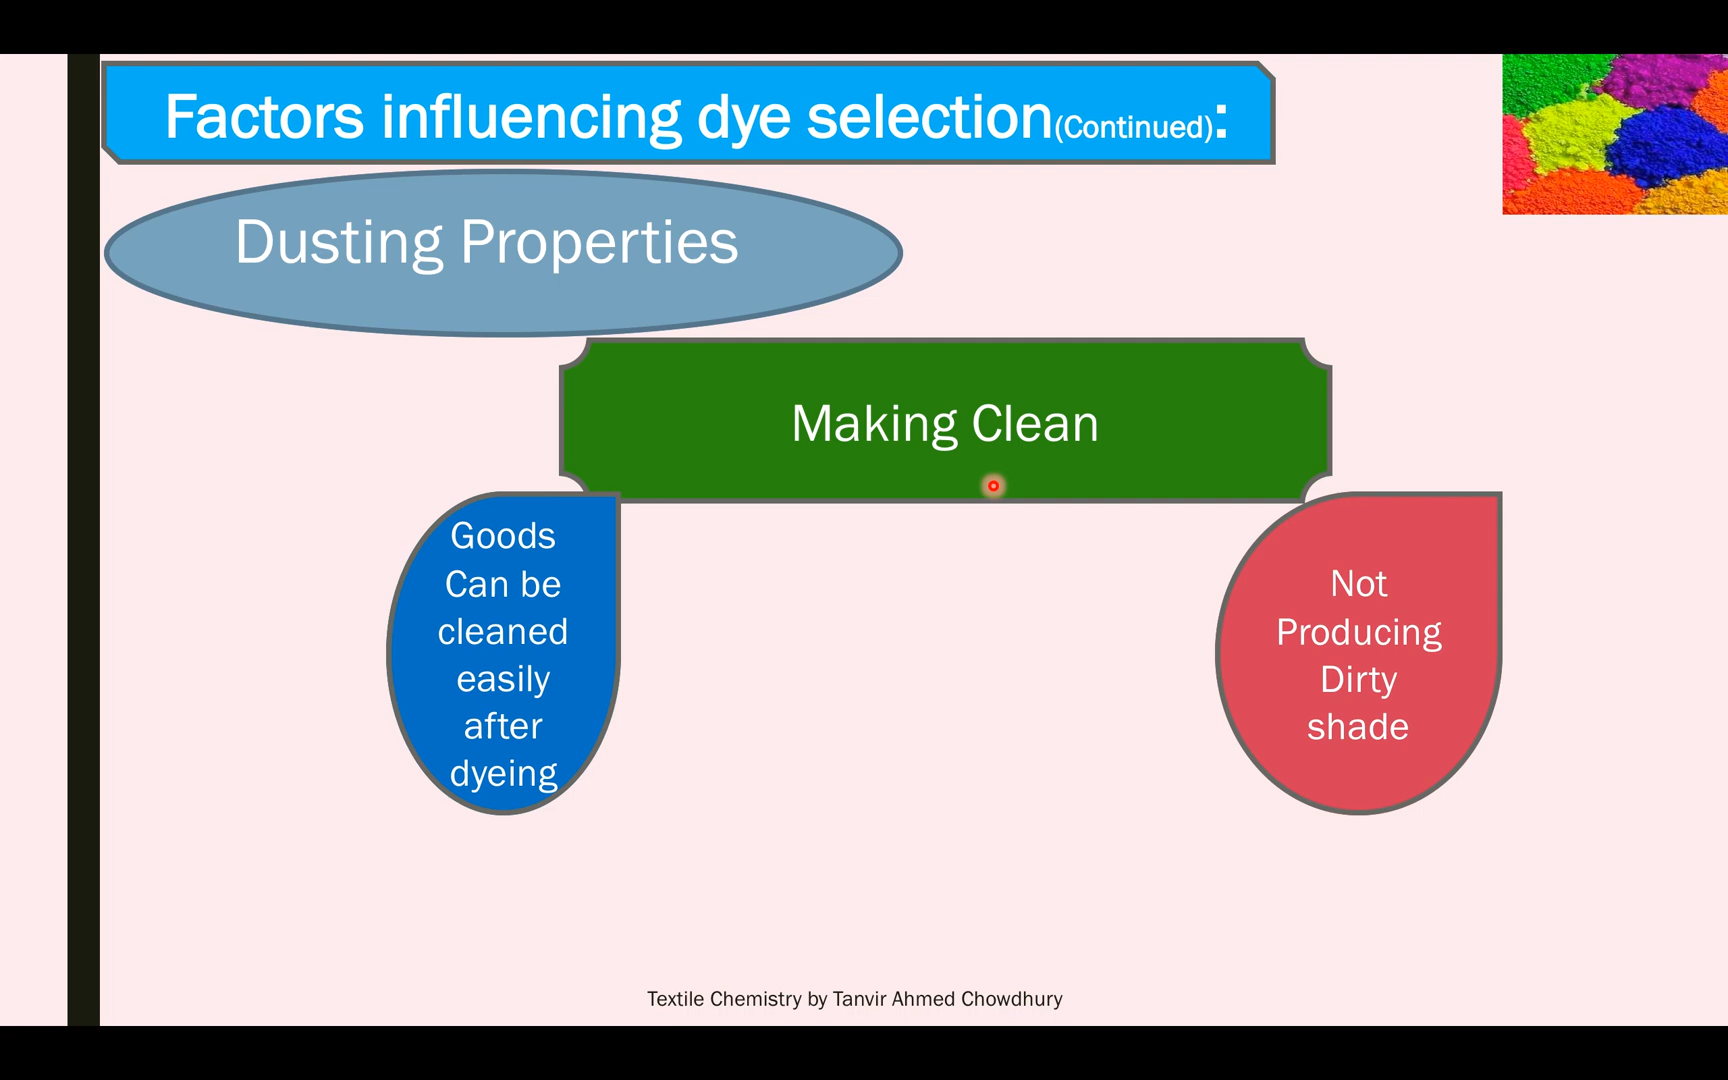 Factors influencing dye selection(Continued):
Dusting Properties
Making Clean
Goods
Can be
cleaned
easily
after
dyeing
Not
Producing
Dirty
shade
Textile Chemistry by Tanvir Ahmed Chowdhury